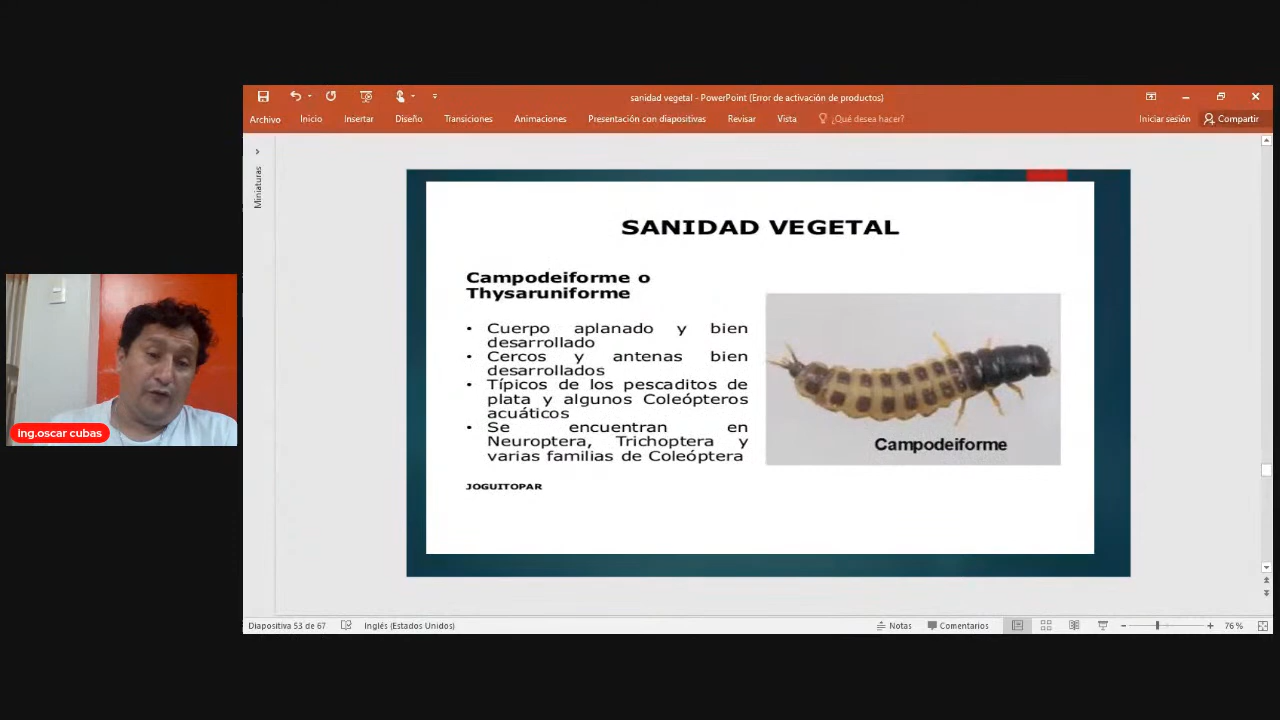 sanidad vegetal - PowerPoint (Error de activación de productos)
Archivo Inicio Insertar Diseño Transiciones Animaciones Presentación con diapositivas Revisar Vista ¿Qué desea hacer? Iniciar sesión Compartir
Miniaturas
SANIDAD VEGETAL
Campodeiforme o
Thysaruniforme
• Cuerpo aplanado y bien
desarrollado
• Cercos y antenas bien
desarrollados
• Típicos de los pescaditos de
plata y algunos Coleópteros
acuáticos
• Se encuentran en
Neuroptera, Trichoptera y
varias familias de Coleóptera
JOGUITOPAR
Campodeiforme
ing.oscar cubas
Diapositiva 53 de 67 Inglés (Estados Unidos) Notas Comentarios 76 %